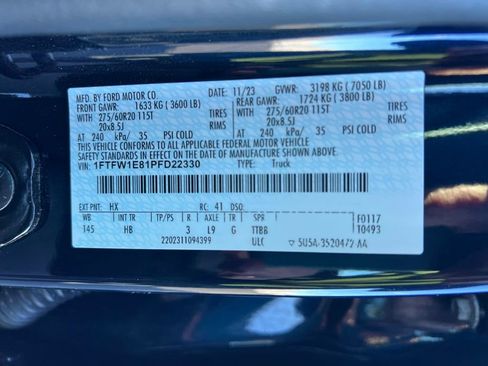 MFD. BY FORD MOTOR CO. DATE: 11/23 GVWR: 3198 KG ( 7050 LB)
FRONT GAWR: 1633 KG ( 3600 LB) REAR GAWR: 1724 KG ( 3800 LB)
WITH 275/60R20 115T TIRES WITH 275/60R20 115T TIRES
20x8.5J RIMS 20x8.5J RIMS
AT 240 kPa/ 35 PSI COLD AT 240 kPa/ 35 PSI COLD
THIS VEHICLE CONFORMS TO ALL APPLICABLE FEDERAL MOTOR VEHICLE
SAFETY STANDARDS IN EFFECT ON THE DATE OF MANUFACTURE SHOWN ABOVE.
VIN: 1FTFW1E81PFD22330 TYPE: Truck
EXT PNT: HX RC: 41 DSO:
WB INT TR TP/PS R AXLE TR SPR F0117
145 HB 3 L9 G TTBB 10493
2202311094399 ULC 5U5A-3520472 AA